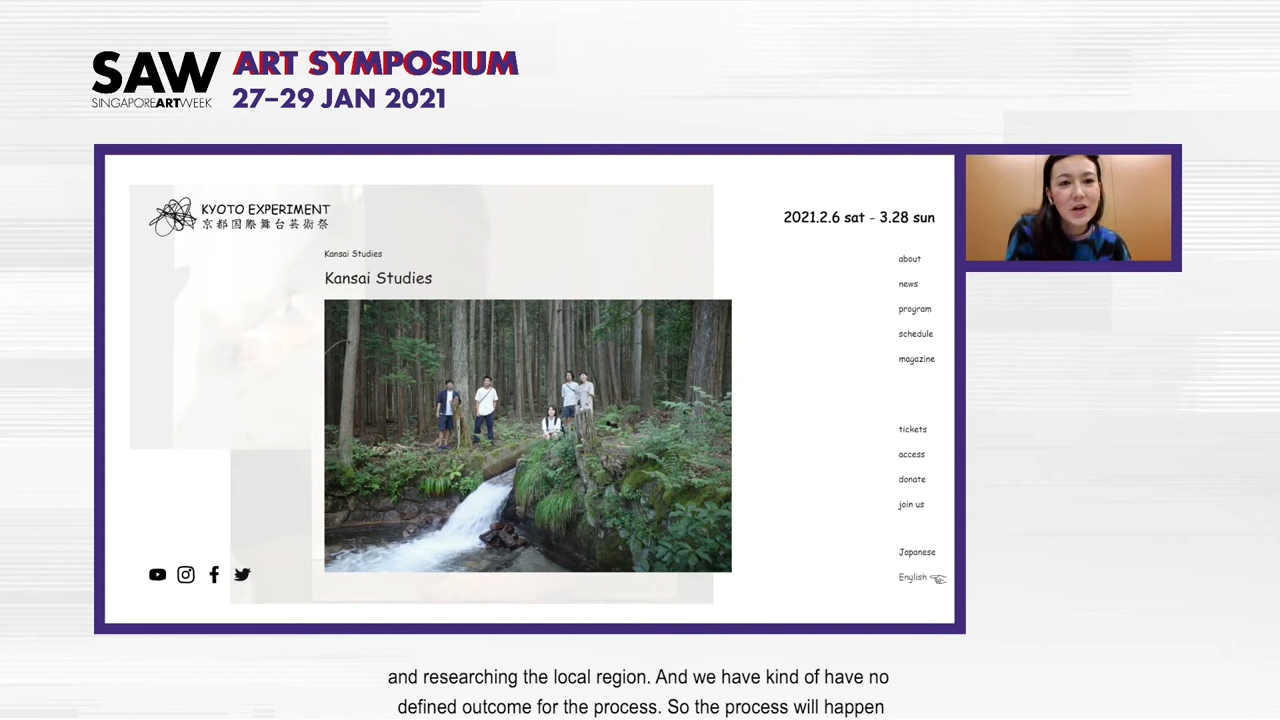 SAW
SINGAPOREARTWEEK
ART SYMPOSIUM
27–29 JAN 2021
KYOTO EXPERIMENT
京都国際舞台芸術祭
2021.2.6 sat - 3.28 sun
Kansai Studies
Kansai Studies
about
news
program
schedule
magazine
tickets
access
donate
join us
Japanese
English
and researching the local region. And we have kind of have no
defined outcome for the process. So the process will happen